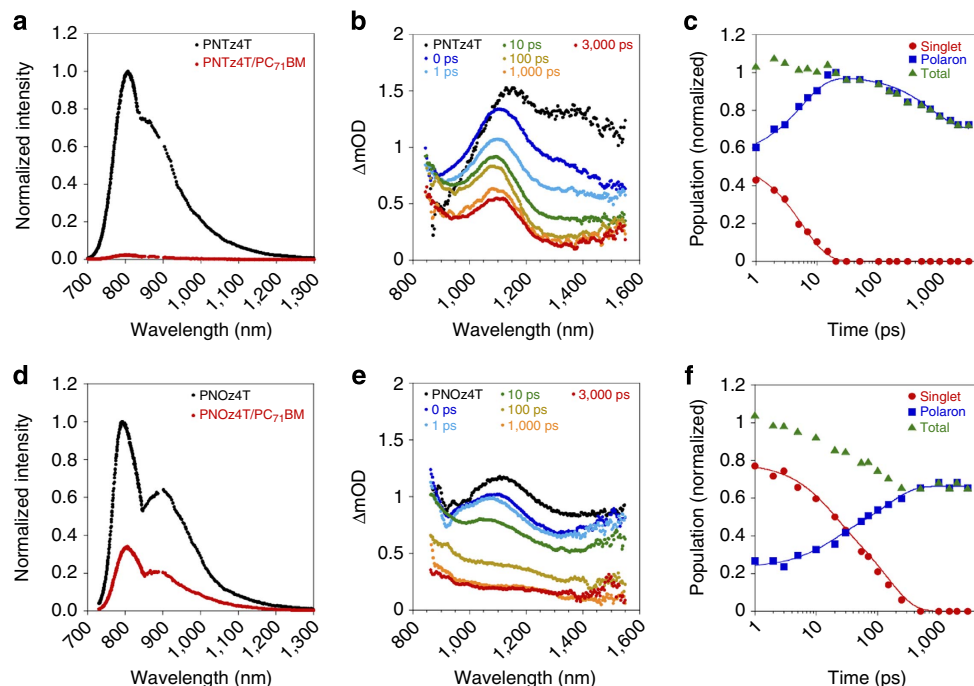 a
Normalized intensity
1.2
1.0
0.8
0.6
0.4
0.2
0.0
700
800
900
1,000
1,100
1,200
1,300
Wavelength (nm)
PNTz4T
PNTz4T/PC71BM
b
ΔmOD
2
1.5
1
0.5
0
800
1,000
1,200
1,400
1,600
Wavelength (nm)
PNTz4T
0 ps
1 ps
10 ps
100 ps
1,000 ps
3,000 ps
c
Population (normalized)
1.2
1.0
0.8
0.6
0.4
0.2
0
1
10
100
1,000
Time (ps)
Singlet
Polaron
Total
d
Normalized intensity
1.2
1.0
0.8
0.6
0.4
0.2
0.0
700
800
900
1,000
1,100
1,200
1,300
Wavelength (nm)
PNOz4T
PNOz4T/PC71BM
e
ΔmOD
2
1.5
1
0.5
0
800
1,000
1,200
1,400
1,600
Wavelength (nm)
PNOz4T
0 ps
1 ps
10 ps
100 ps
1,000 ps
3,000 ps
f
Population (normalized)
1.2
1.0
0.8
0.6
0.4
0.2
0
1
10
100
1,000
Time (ps)
Singlet
Polaron
Total